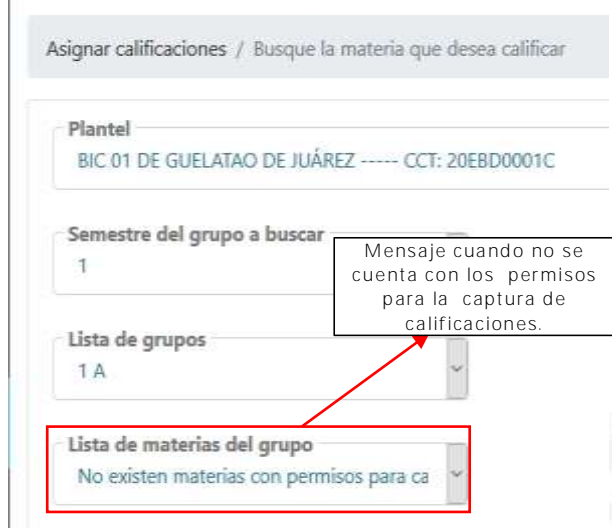 Asignar calificaciones / Busque la materia que desea calificar
Plantel
BIC 01 DE GUELATAO DE JUÁREZ ----- CCT: 20EBD0001C
Semestre del grupo a buscar
1
Mensaje cuando no se
cuenta con los permisos
para la captura de
calificaciones.
Lista de grupos
1 A
Lista de materias del grupo
No existen materias con permisos para ca